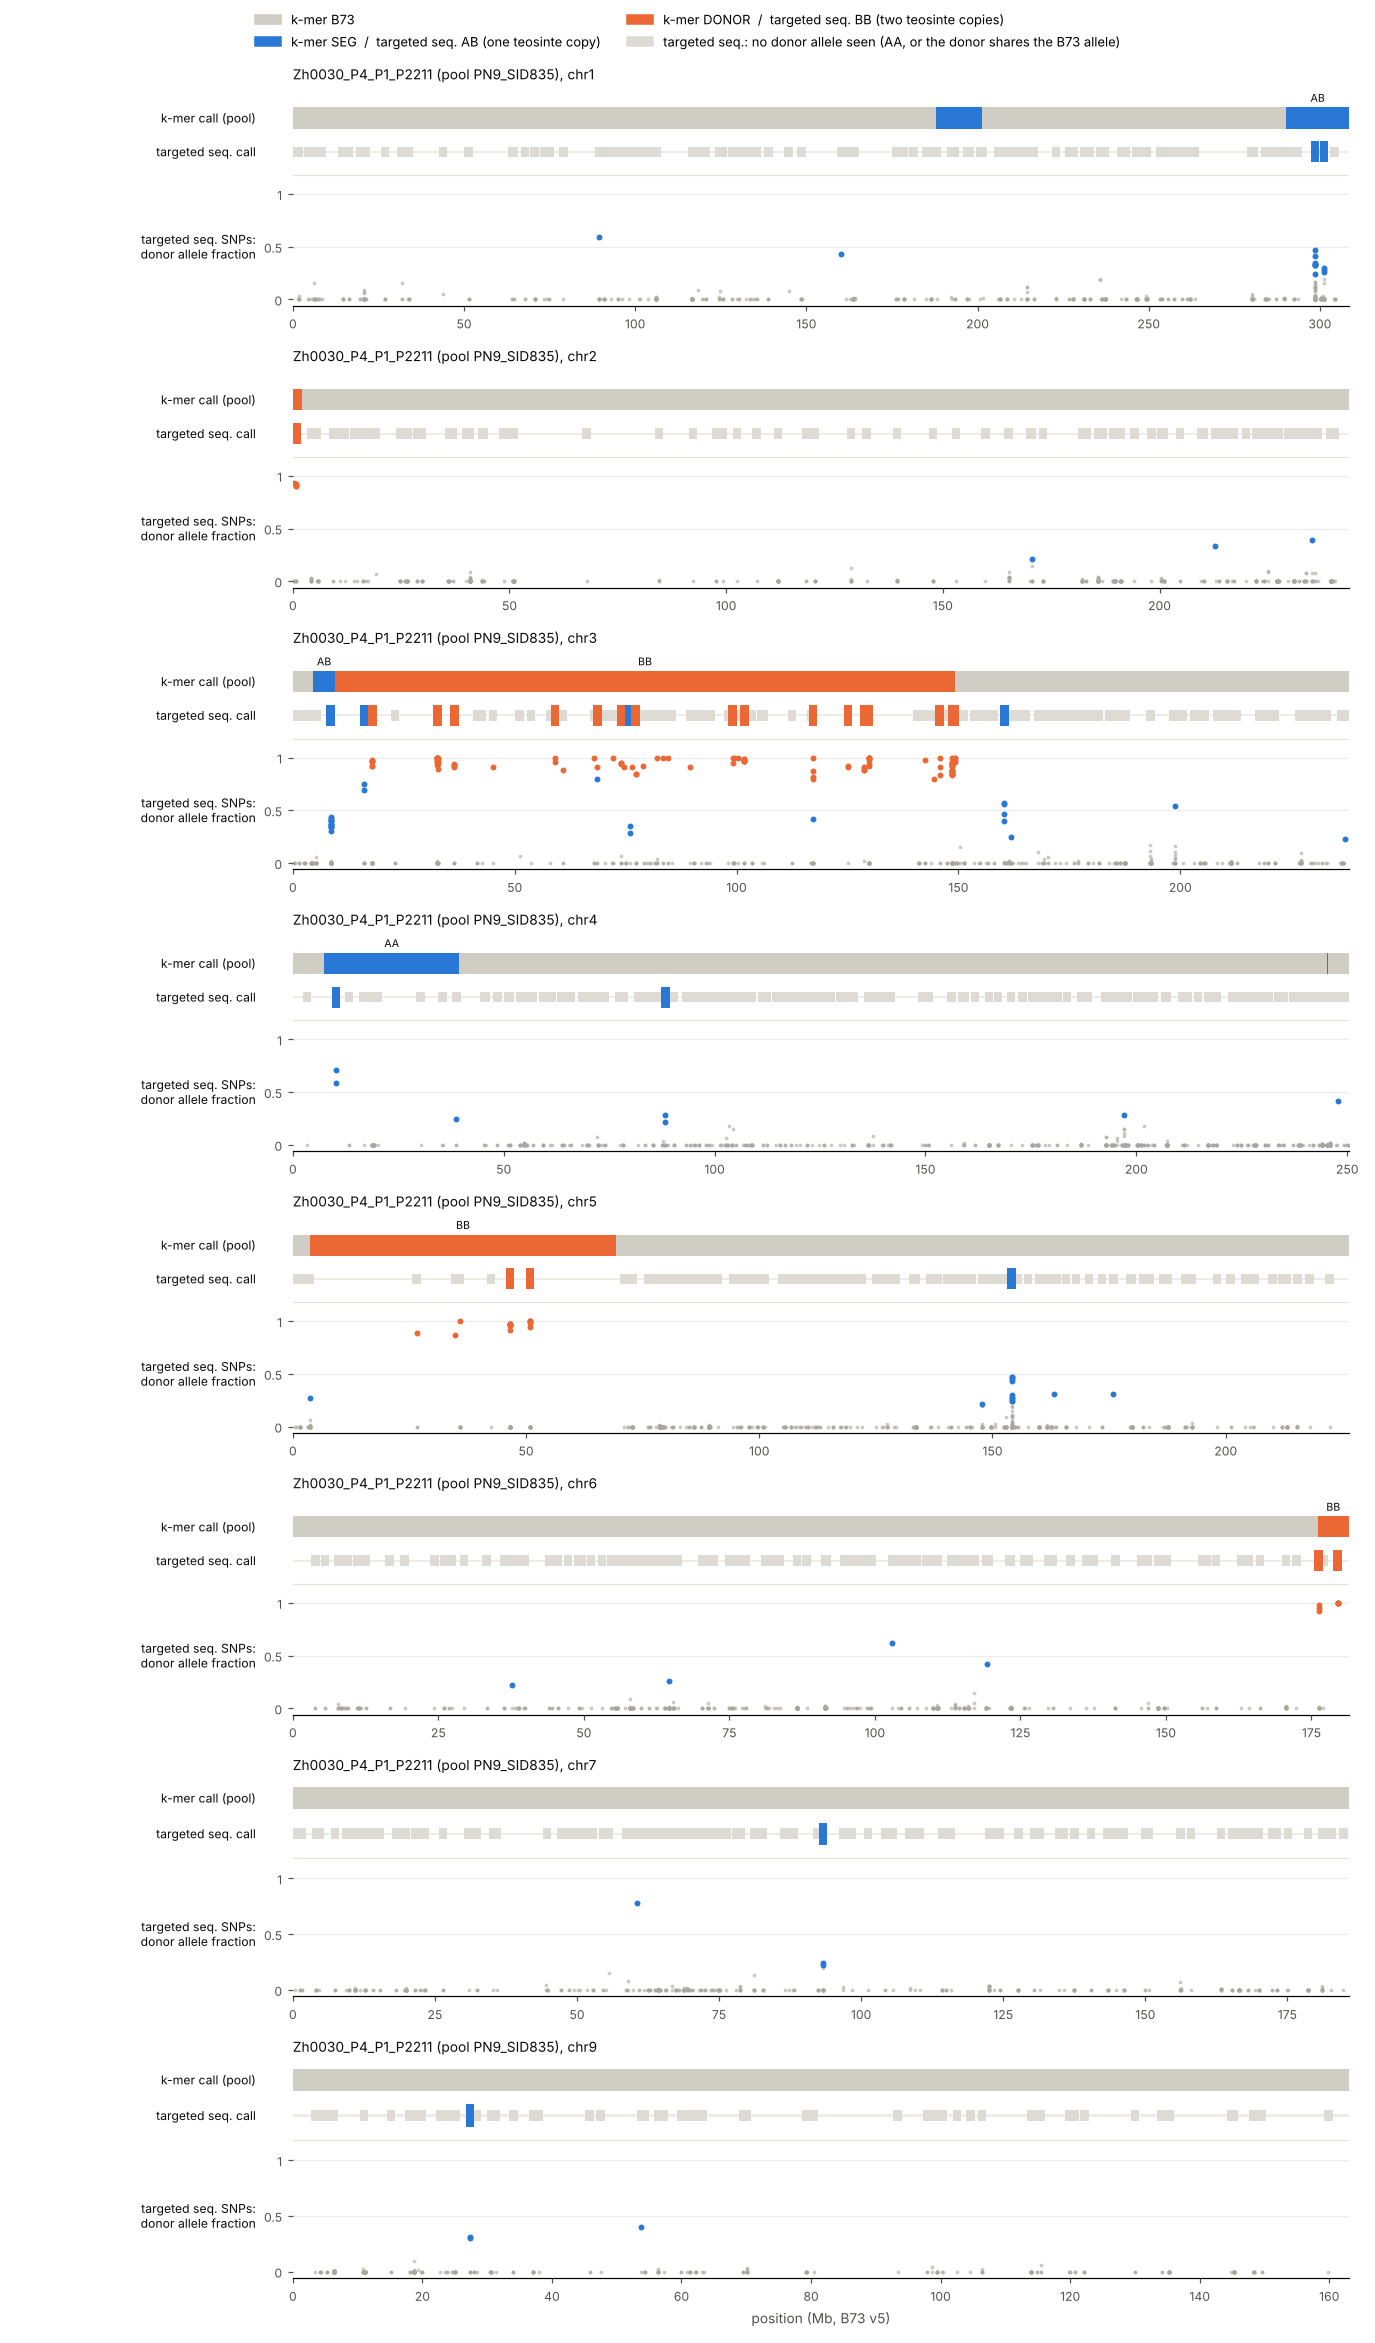 k-mer B73
k-mer DONOR / targeted seq. BB (two teosinte copies)
k-mer SEG / targeted seq. AB (one teosinte copy)
targeted seq.: no donor allele seen (AA, or the donor shares the B73 allele)
Zh0030_P4_P1_P2211 (pool PN9_SID835), chr1
AB
k-mer call (pool)
targeted seq. call
1
targeted seq. SNPs:
donor allele fraction
0.5
0
0 50 100 150 200 250 300
Zh0030_P4_P1_P2211 (pool PN9_SID835), chr2
k-mer call (pool)
targeted seq. call
1
targeted seq. SNPs:
donor allele fraction
0.5
0
0 50 100 150 200
Zh0030_P4_P1_P2211 (pool PN9_SID835), chr3
AB BB
k-mer call (pool)
targeted seq. call
1
targeted seq. SNPs:
donor allele fraction
0.5
0
0 50 100 150 200
Zh0030_P4_P1_P2211 (pool PN9_SID835), chr4
AA
k-mer call (pool)
targeted seq. call
1
targeted seq. SNPs:
donor allele fraction
0.5
0
0 50 100 150 200 250
Zh0030_P4_P1_P2211 (pool PN9_SID835), chr5
BB
k-mer call (pool)
targeted seq. call
1
targeted seq. SNPs:
donor allele fraction
0.5
0
0 50 100 150 200
Zh0030_P4_P1_P2211 (pool PN9_SID835), chr6
BB
k-mer call (pool)
targeted seq. call
1
targeted seq. SNPs:
donor allele fraction
0.5
0
0 25 50 75 100 125 150 175
Zh0030_P4_P1_P2211 (pool PN9_SID835), chr7
k-mer call (pool)
targeted seq. call
1
targeted seq. SNPs:
donor allele fraction
0.5
0
0 25 50 75 100 125 150 175
Zh0030_P4_P1_P2211 (pool PN9_SID835), chr9
k-mer call (pool)
targeted seq. call
1
targeted seq. SNPs:
donor allele fraction
0.5
0
0 20 40 60 80 100 120 140 160
position (Mb, B73 v5)